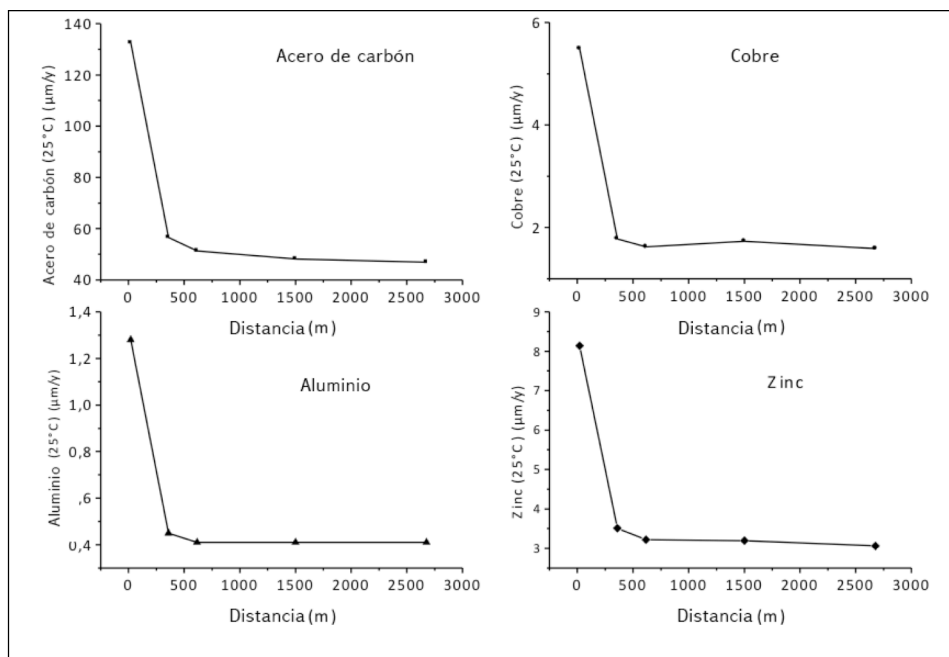 Acero de carbón (25°C) (µm/y)
140
120
100
80
60
40
Acero de carbón
0 500 1000 1500 2000 2500 3000
Distancia (m)
Cobre (25°C) (µm/y)
6
4
2
Cobre
0 500 1000 1500 2000 2500 3000
Distancia (m)
Aluminio (25°C) (µm/y)
1,4
1,2
1,0
0,8
,6
0,4
Aluminio
0 500 1000 1500 2000 2500 3000
Distancia (m)
Zinc (25°C) (µm/y)
9
8
7
6
5
4
3
Zinc
0 500 1000 1500 2000 2500 3000
Distancia (m)